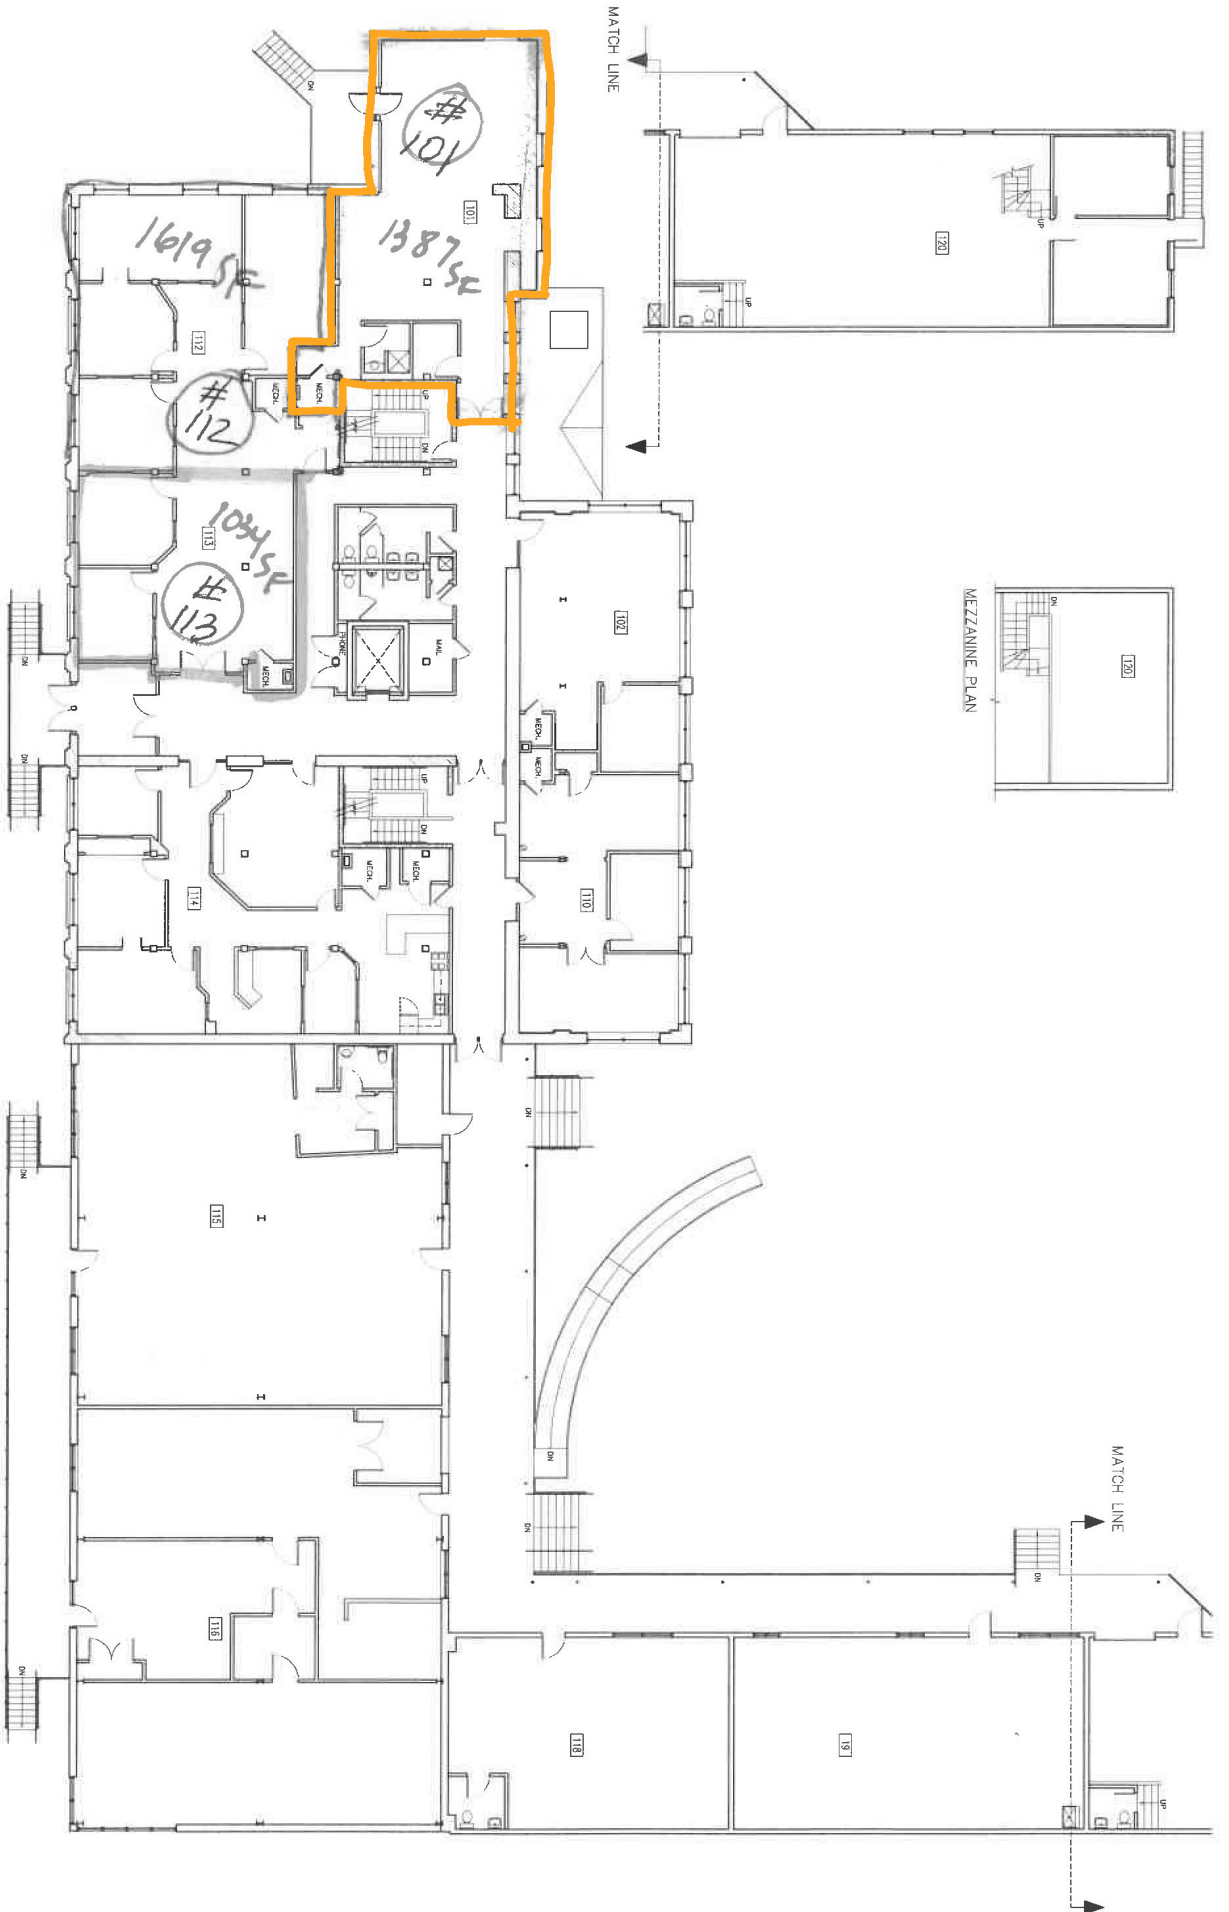 MATCH LINE
DN
#
101
101
1387 SF
1619 SF
112
#
112
MECH.
MECH.
UP
DN
120
UP
UP
113
1034 SF
#
113
MECH.
PHONE
MAIL
102
MECH.
MECH.
110
DN
120
MEZZANINE PLAN
DN
DN
UP
DN
MECH.
MECH.
114
DN
115
DN
DN
DN
MATCH LINE
DN
116
DN
118
19
UP